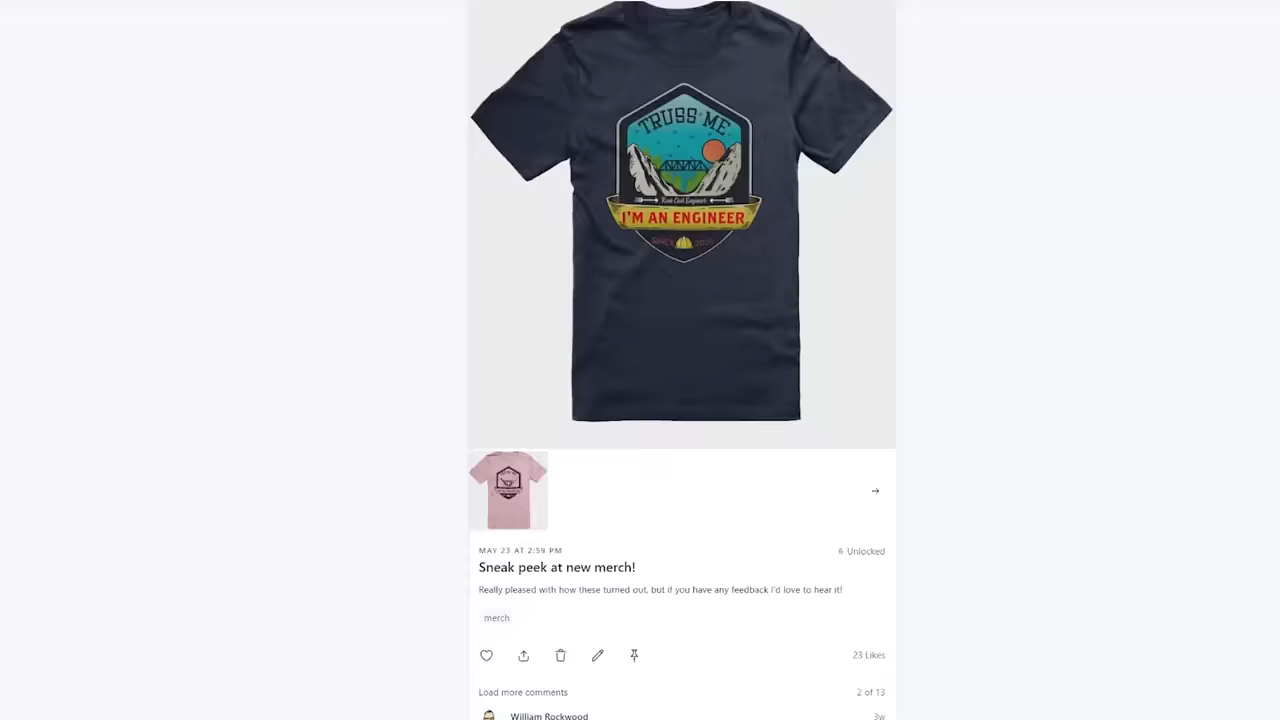 TRUSS ME
Real Civil Engineer
I'M AN ENGINEER
SINCE
MAY 23 AT 2:59 PM
Unlocked
Sneak peek at new merch!
Really pleased with how these turned out, but if you have any feedback I'd love to hear it!
merch
23 Likes
Load more comments
2 of 13
William Rockwood
3w